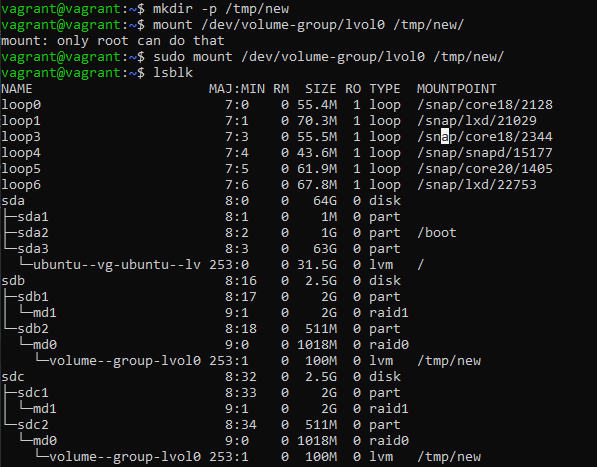 vagrant@vagrant:~$ mkdir -p /tmp/new
vagrant@vagrant:~$ mount /dev/volume-group/lvol0 /tmp/new/
mount: only root can do that
vagrant@vagrant:~$ sudo mount /dev/volume-group/lvol0 /tmp/new/
vagrant@vagrant:~$ lsblk
NAME                      MAJ:MIN RM  SIZE RO TYPE  MOUNTPOINT
loop0                       7:0    0 55.4M  1 loop  /snap/core18/2128
loop1                       7:1    0 70.3M  1 loop  /snap/lxd/21029
loop3                       7:3    0 55.5M  1 loop  /snap/core18/2344
loop4                       7:4    0 43.6M  1 loop  /snap/snapd/15177
loop5                       7:5    0 61.9M  1 loop  /snap/core20/1405
loop6                       7:6    0 67.8M  1 loop  /snap/lxd/22753
sda                         8:0    0   64G  0 disk
├─sda1                      8:1    0    1M  0 part
├─sda2                      8:2    0    1G  0 part  /boot
└─sda3                      8:3    0   63G  0 part
  └─ubuntu--vg-ubuntu--lv 253:0    0 31.5G  0 lvm   /
sdb                         8:16   0  2.5G  0 disk
├─sdb1                      8:17   0    2G  0 part
│ └─md1                     9:1    0    2G  0 raid1
└─sdb2                      8:18   0  511M  0 part
  └─md0                     9:0    0 1018M  0 raid0
    └─volume--group-lvol0 253:1    0  100M  0 lvm   /tmp/new
sdc                         8:32   0  2.5G  0 disk
├─sdc1                      8:33   0    2G  0 part
│ └─md1                     9:1    0    2G  0 raid1
└─sdc2                      8:34   0  511M  0 part
  └─md0                     9:0    0 1018M  0 raid0
    └─volume--group-lvol0 253:1    0  100M  0 lvm   /tmp/new